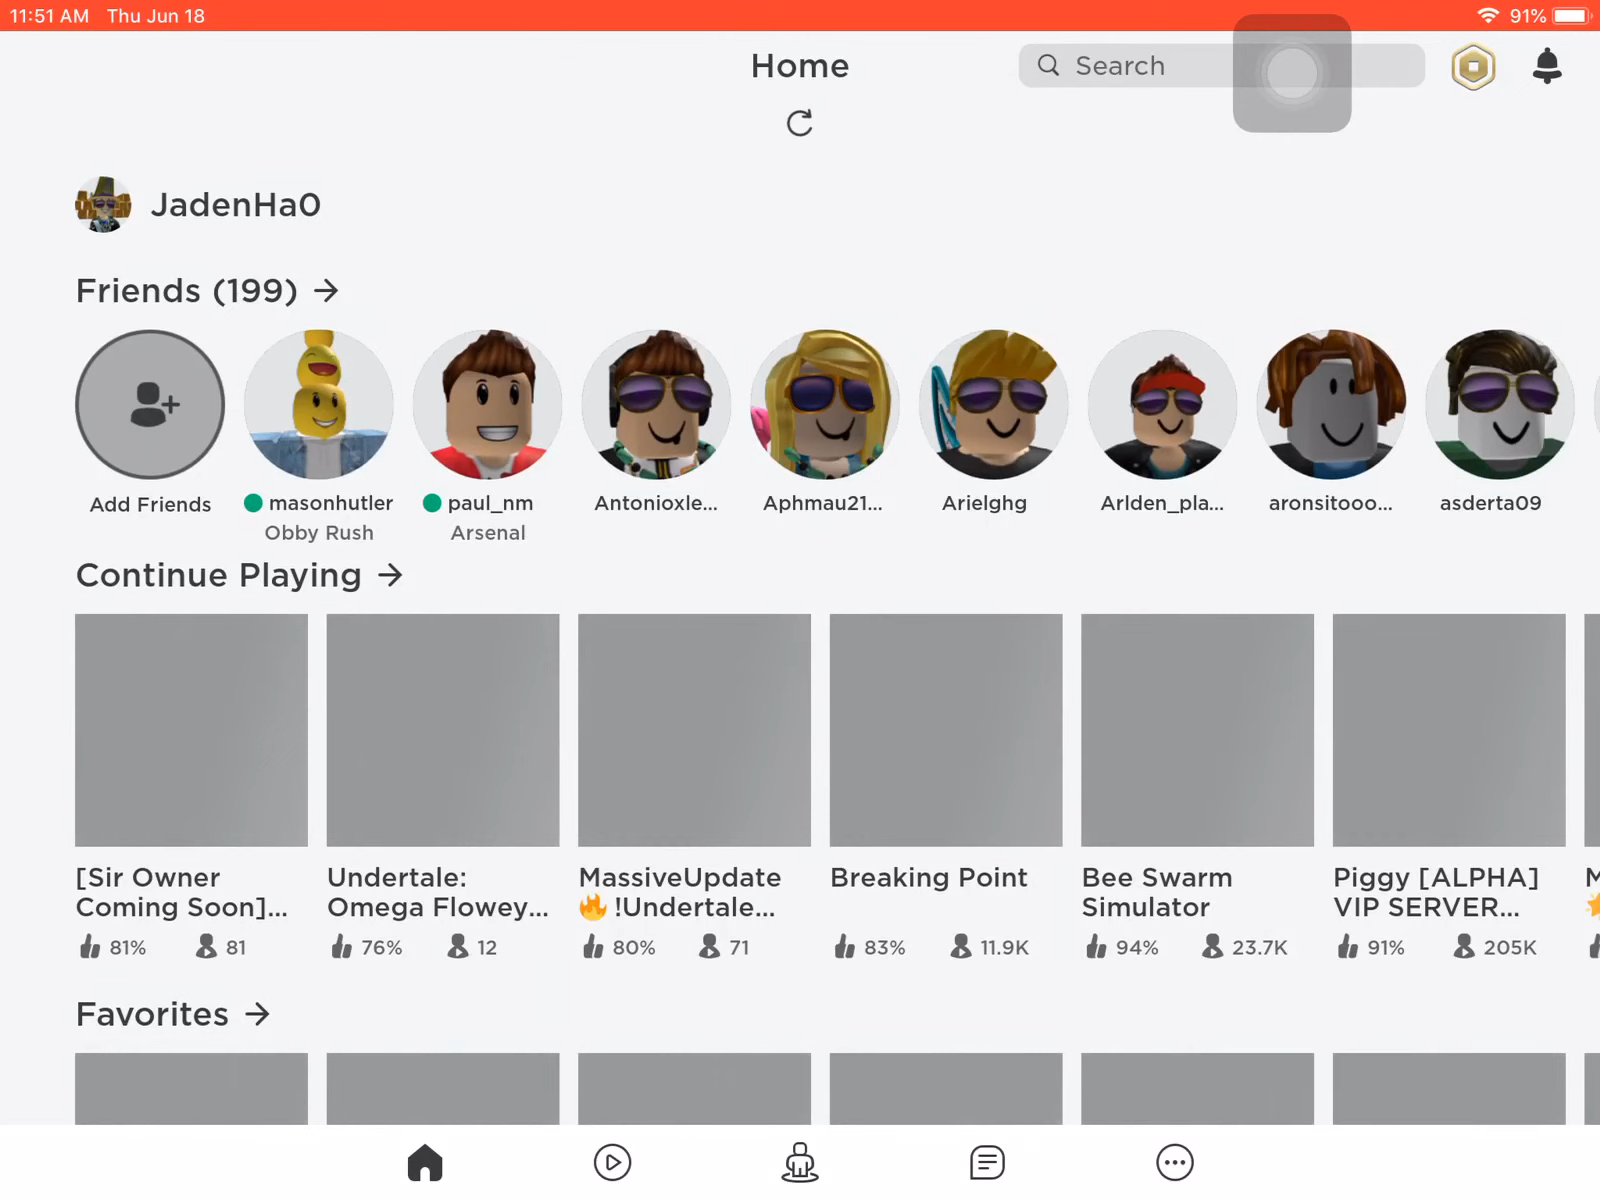 11:51 AM Thu Jun 18
91%
Home
Search
JadenHa0
Friends (199) →
Add Friends
masonhutler
Obby Rush
paul_nm
Arsenal
Antonioxle...
Aphmau21...
Arielghg
Arlden_pla...
aronsitooo...
asderta09
Continue Playing →
[Sir Owner
Coming Soon]...
81% 81
Undertale:
Omega Flowey...
76% 12
MassiveUpdate
🔥 !Undertale...
80% 71
Breaking Point
83% 11.9K
Bee Swarm
Simulator
94% 23.7K
Piggy [ALPHA]
VIP SERVER...
91% 205K
Favorites →